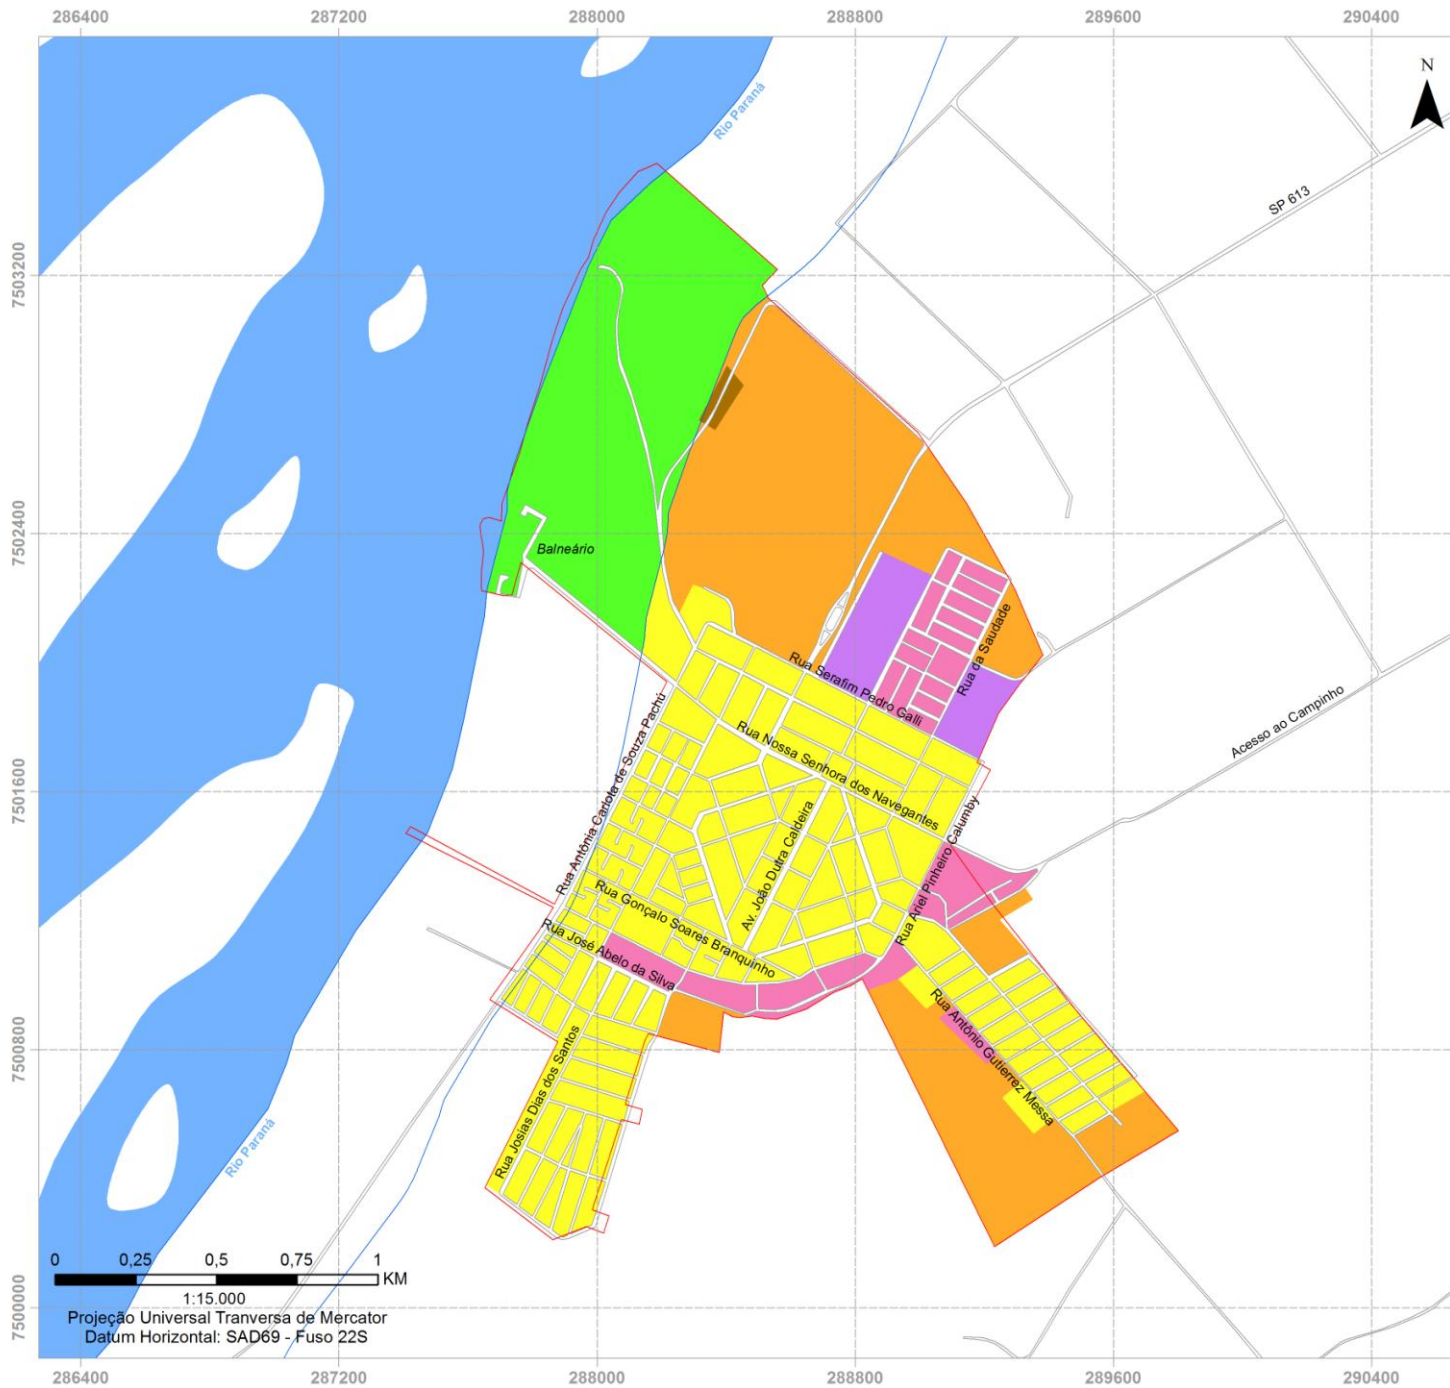 286400
287200
288000
288800
289600
290400
N
Rio Paraná
SP 613
7503200
7502400
Balneário
Rua da Saudade
Rua Serafim Pedro Galli
Acesso ao Campinho
Rua Antônia Carlota de Souza Pachú
Rua Nossa Senhora dos Navegantes
7501600
Av. João Dutra Caldeira
Rua Ariel Pinheiro Calumby
Rua Gonçalo Soares Branquinho
Rua José Abelo da Silva
7500800
Rua Antônio Gutierrez Messa
Rua Josias Dias dos Santos
Rio Paraná
0 0,25 0,5 0,75 1
KM
1:15.000
7500000
Projeção Universal Tranversa de Mercator
Datum Horizontal: SAD69 - Fuso 22S
286400
287200
288000
288800
289600
290400